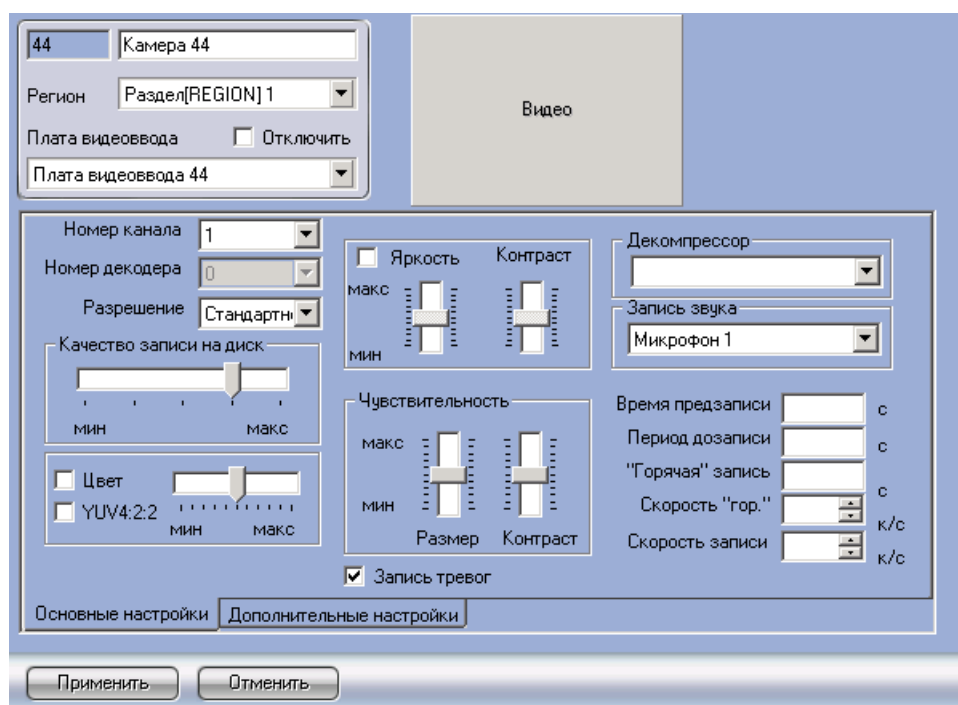 44
Камера 44
Регион
Раздел[REGION] 1
Плата видеоввода
Отключить
Плата видеоввода 44
Видео
Номер канала
1
Номер декодера
0
Разрешение
Стандартн
Качество записи на диск
мин
макс
Цвет
YUV4:2:2
мин
макс
Яркость
Контраст
макс
мин
Чувствительность
макс
мин
Размер
Контраст
Запись тревог
Декомпрессор
Запись звука
Микрофон 1
Время предзаписи
с
Период дозаписи
с
"Горячая" запись
с
Скорость "гор."
к/с
Скорость записи
к/с
Основные настройки
Дополнительные настройки
Применить
Отменить